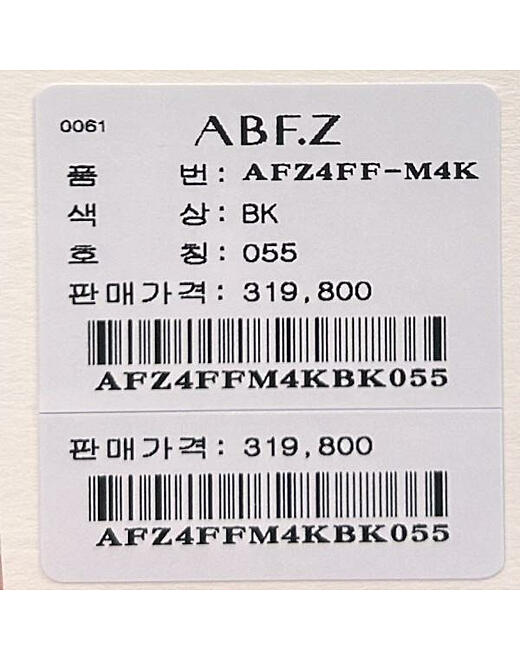 0061 ABF.Z
품 번 : AFZ4FF-M4K
색 상 : BK
호 칭 : 055
판매가격 : 319,800
AFZ4FFM4KBK055
판매가격 : 319,800
AFZ4FFM4KBK055